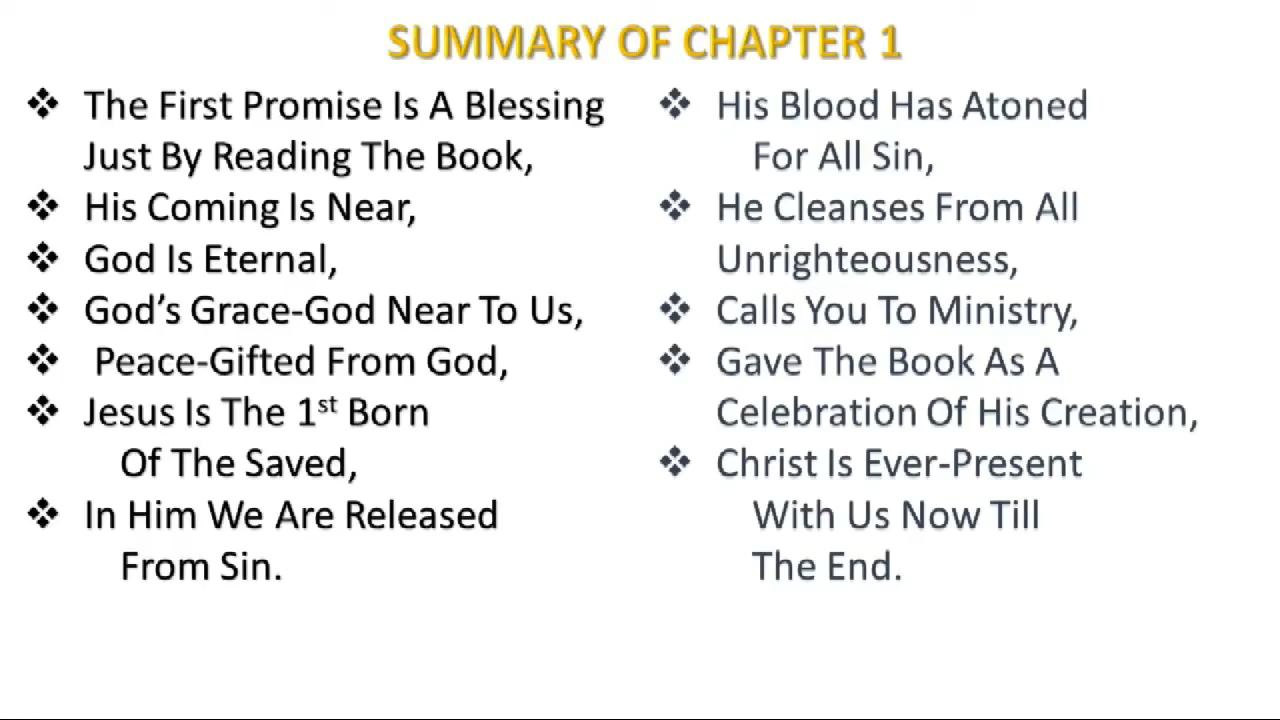 SUMMARY OF CHAPTER 1
❖ The First Promise Is A Blessing
Just By Reading The Book,
❖ His Coming Is Near,
❖ God Is Eternal,
❖ God’s Grace-God Near To Us,
❖ Peace-Gifted From God,
❖ Jesus Is The 1st Born
Of The Saved,
❖ In Him We Are Released
From Sin.
❖ His Blood Has Atoned
For All Sin,
❖ He Cleanses From All
Unrighteousness,
❖ Calls You To Ministry,
❖ Gave The Book As A
Celebration Of His Creation,
❖ Christ Is Ever-Present
With Us Now Till
The End.